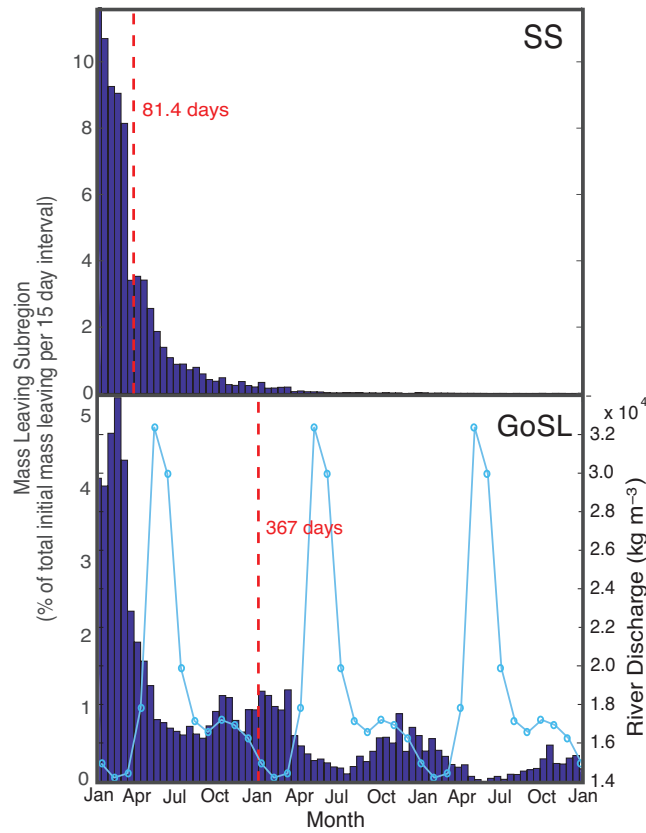 SS
81.4 days
10
8
6
4
2
0
Mass Leaving Subregion
(% of total initial mass leaving per 15 day interval)
GoSL
367 days
5
4
3
2
1
0
x 10⁴
3.2
3.0
2.8
2.6
2.4
2.2
2.0
1.8
1.6
1.4
River Discharge (kg m⁻³)
Jan Apr Jul Oct Jan Apr Jul Oct Jan Apr Jul Oct Jan
Month